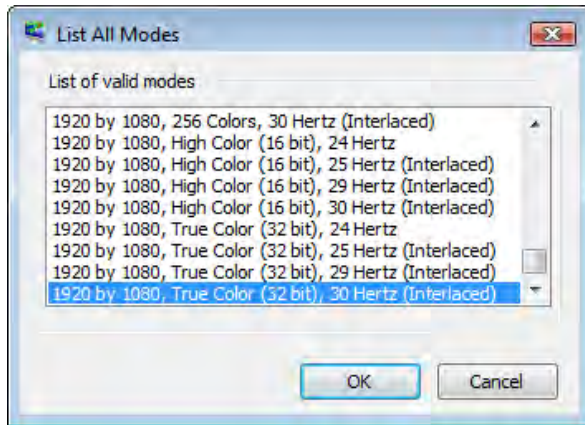 List All Modes
List of valid modes
1920 by 1080, 256 Colors, 30 Hertz (Interlaced)
1920 by 1080, High Color (16 bit), 24 Hertz
1920 by 1080, High Color (16 bit), 25 Hertz (Interlaced)
1920 by 1080, High Color (16 bit), 29 Hertz (Interlaced)
1920 by 1080, High Color (16 bit), 30 Hertz (Interlaced)
1920 by 1080, True Color (32 bit), 24 Hertz
1920 by 1080, True Color (32 bit), 25 Hertz (Interlaced)
1920 by 1080, True Color (32 bit), 29 Hertz (Interlaced)
1920 by 1080, True Color (32 bit), 30 Hertz (Interlaced)
OK Cancel